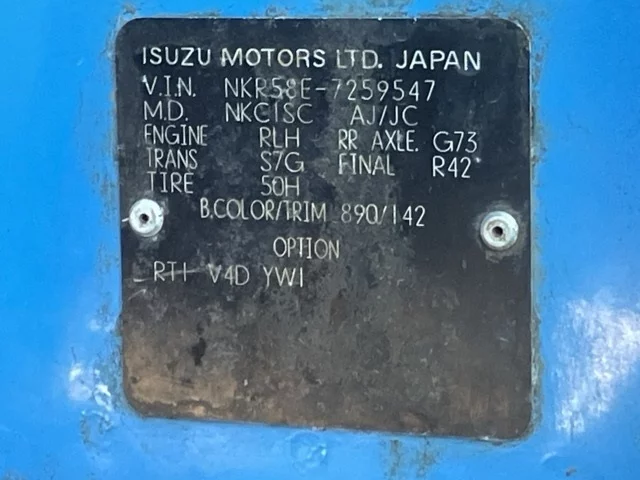 ISUZU MOTORS LTD. JAPAN
V.I.N. NKR58E-7259547
M.D. NKC1SC AJ/JC
ENGINE RLH RR AXLE. G73
TRANS S7G FINAL R42
TIRE 50H
B.COLOR/TRIM 890/142
OPTION
RT1 V4D YW1